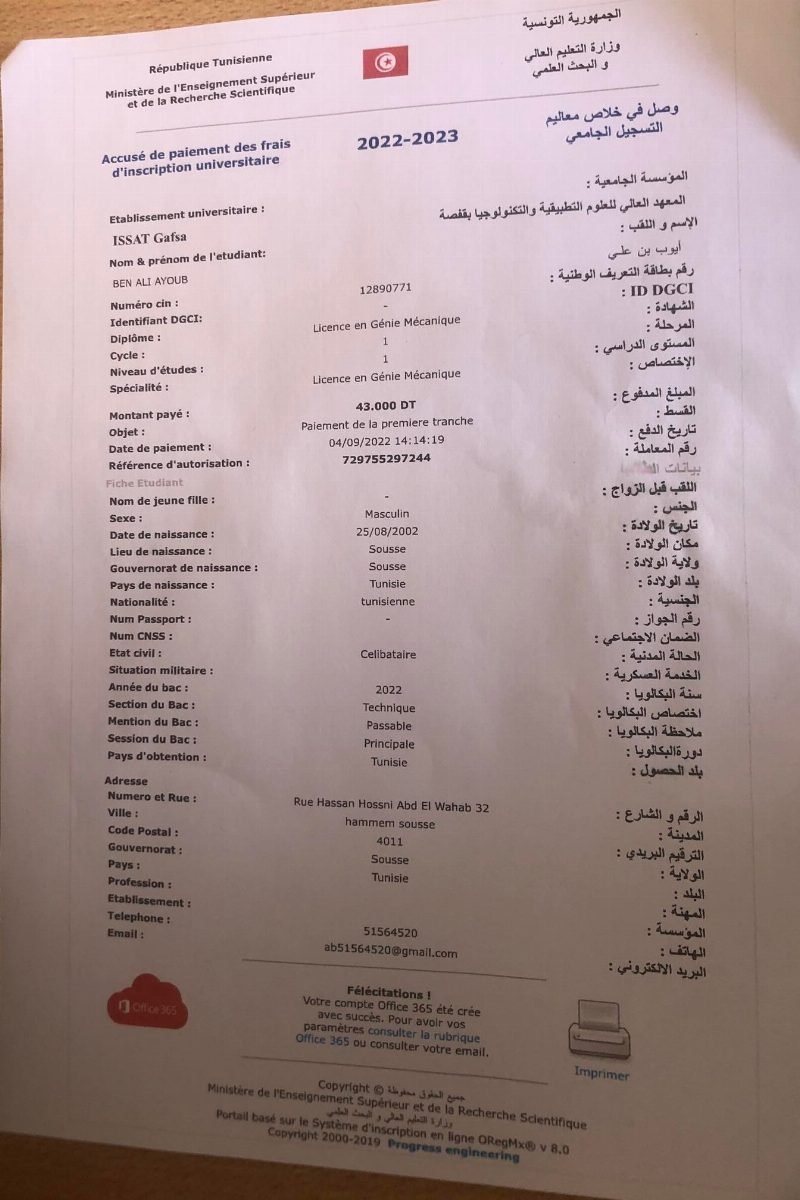 République Tunisienne
Ministère de l'Enseignement Supérieur
et de la Recherche Scientifique
الجمهورية التونسية
وزارة التعليم العالي
و البحث العلمي
Accusé de paiement des frais
d'inscription universitaire
2022-2023
وصل في خلاص معاليم
التسجيل الجامعي
المؤسسة الجامعية :
Etablissement universitaire :
المعهد العالي للعلوم التطبيقية والتكنولوجيا بقفصة
ISSAT Gafsa
الإسم و اللقب :
Nom & prénom de l'etudiant:
أيوب بن علي
BEN ALI AYOUB
رقم بطاقة التعريف الوطنية :
Numéro cin : 12890771
Identifiant DGCI: - ID DGCI :
Diplôme : Licence en Génie Mécanique الشهادة :
Cycle : 1 المرحلة :
Niveau d'études : 1 المستوى الدراسي :
Spécialité : Licence en Génie Mécanique الإختصاص :
Montant payé : 43.000 DT المبلغ المدفوع :
Objet : Paiement de la premiere tranche القسط :
Date de paiement : 04/09/2022 14:14:19 تاريخ الدفع :
Référence d'autorisation : 729755297244 رقم المعاملة :
Fiche Etudiant بيانات
Nom de jeune fille : - اللقب قبل الزواج :
Sexe : Masculin الجنس :
Date de naissance : 25/08/2002 تاريخ الولادة :
Lieu de naissance : Sousse مكان الولادة :
Gouvernorat de naissance : Sousse ولاية الولادة :
Pays de naissance : Tunisie بلد الولادة :
Nationalité : tunisienne الجنسية :
Num Passport : - رقم الجواز :
Num CNSS : الضمان الاجتماعي :
Etat civil : Celibataire الحالة المدنية :
Situation militaire : الخدمة العسكرية :
Année du bac : 2022 سنة البكالويا :
Section du Bac : Technique اختصاص البكالويا :
Mention du Bac : Passable ملاحظة البكالويا :
Session du Bac : Principale دورةالبكالويا :
Pays d'obtention : Tunisie بلد الحصول :
Adresse
Numero et Rue : Rue Hassan Hossni Abd El Wahab 32 الرقم و الشارع :
Ville : hammem sousse المدينة :
Code Postal : 4011 الترقيم البريدي :
Gouvernorat : Sousse الولاية :
Pays : Tunisie البلد :
Profession : المهنة :
Etablissement : المؤسسة :
Telephone : 51564520 الهاتف :
Email : ab51564520@gmail.com البريد الالكتروني :
Office 365
Félécitations !
Votre compte Office 365 été crée
avec succès. Pour avoir vos
paramètres consulter la rubrique
Office 365 ou consulter votre email.
Imprimer
Copyright © جميع الحقوق محفوظة
Ministère de l'Enseignement Supérieur et de la Recherche Scientifique
وزارة التعليم العالي و البحث العلمي
Portail basé sur le Système d'inscription en ligne ORegMx® v 8.0
Copyright 2000-2019 Progress engineering